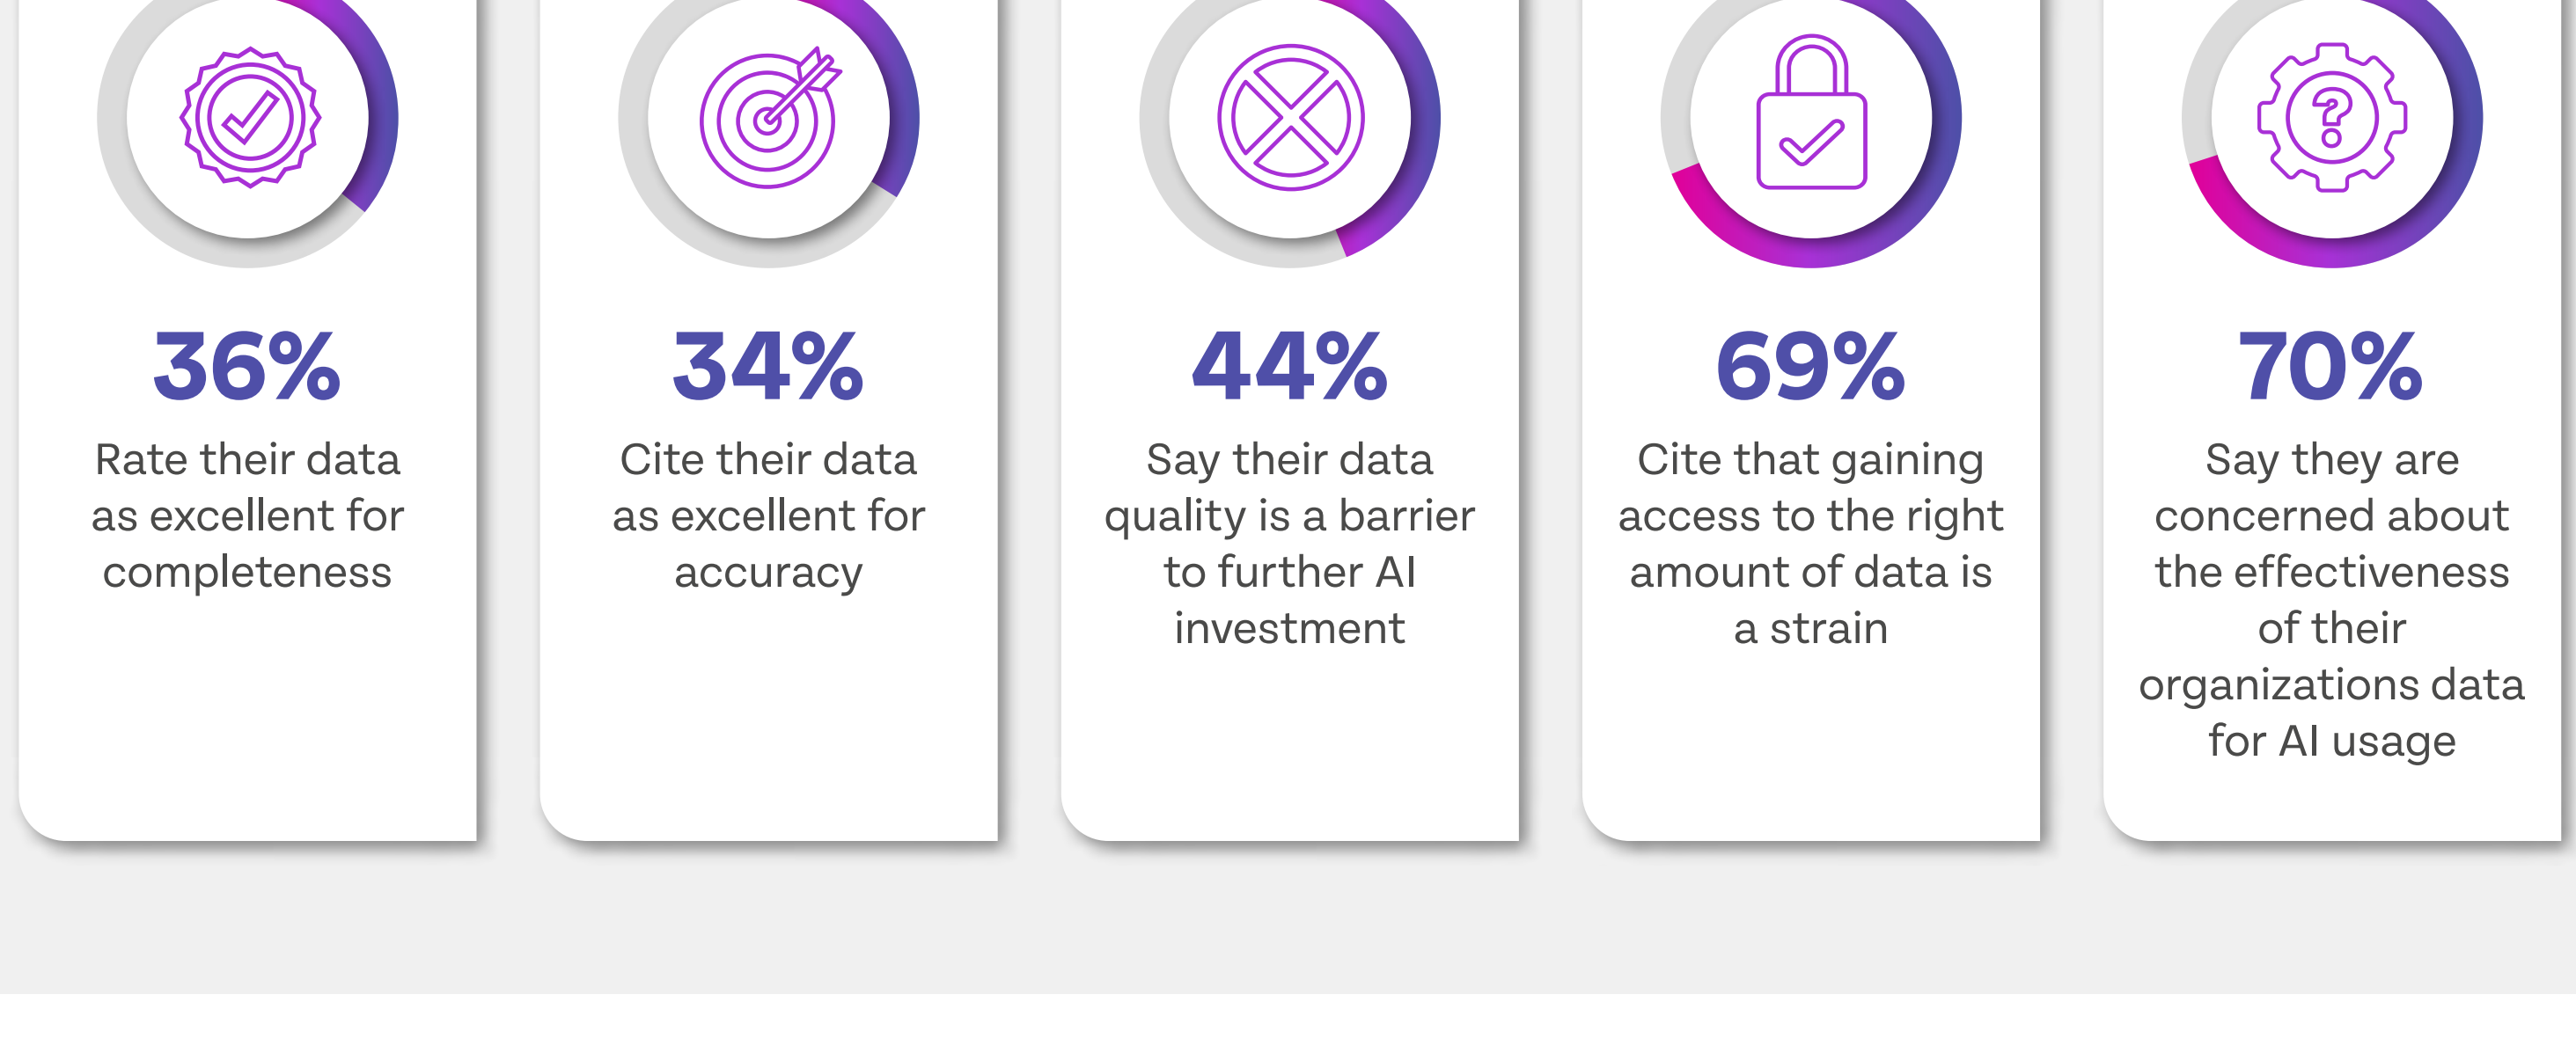 36%
Rate their data
as excellent for
completeness
34%
Cite their data
as excellent for
accuracy
44%
Say their data
quality is a barrier
to further AI
investment
69%
Cite that gaining
access to the right
amount of data is
a strain
70%
Say they are
concerned about
the effectiveness
of their
organizations data
for AI usage